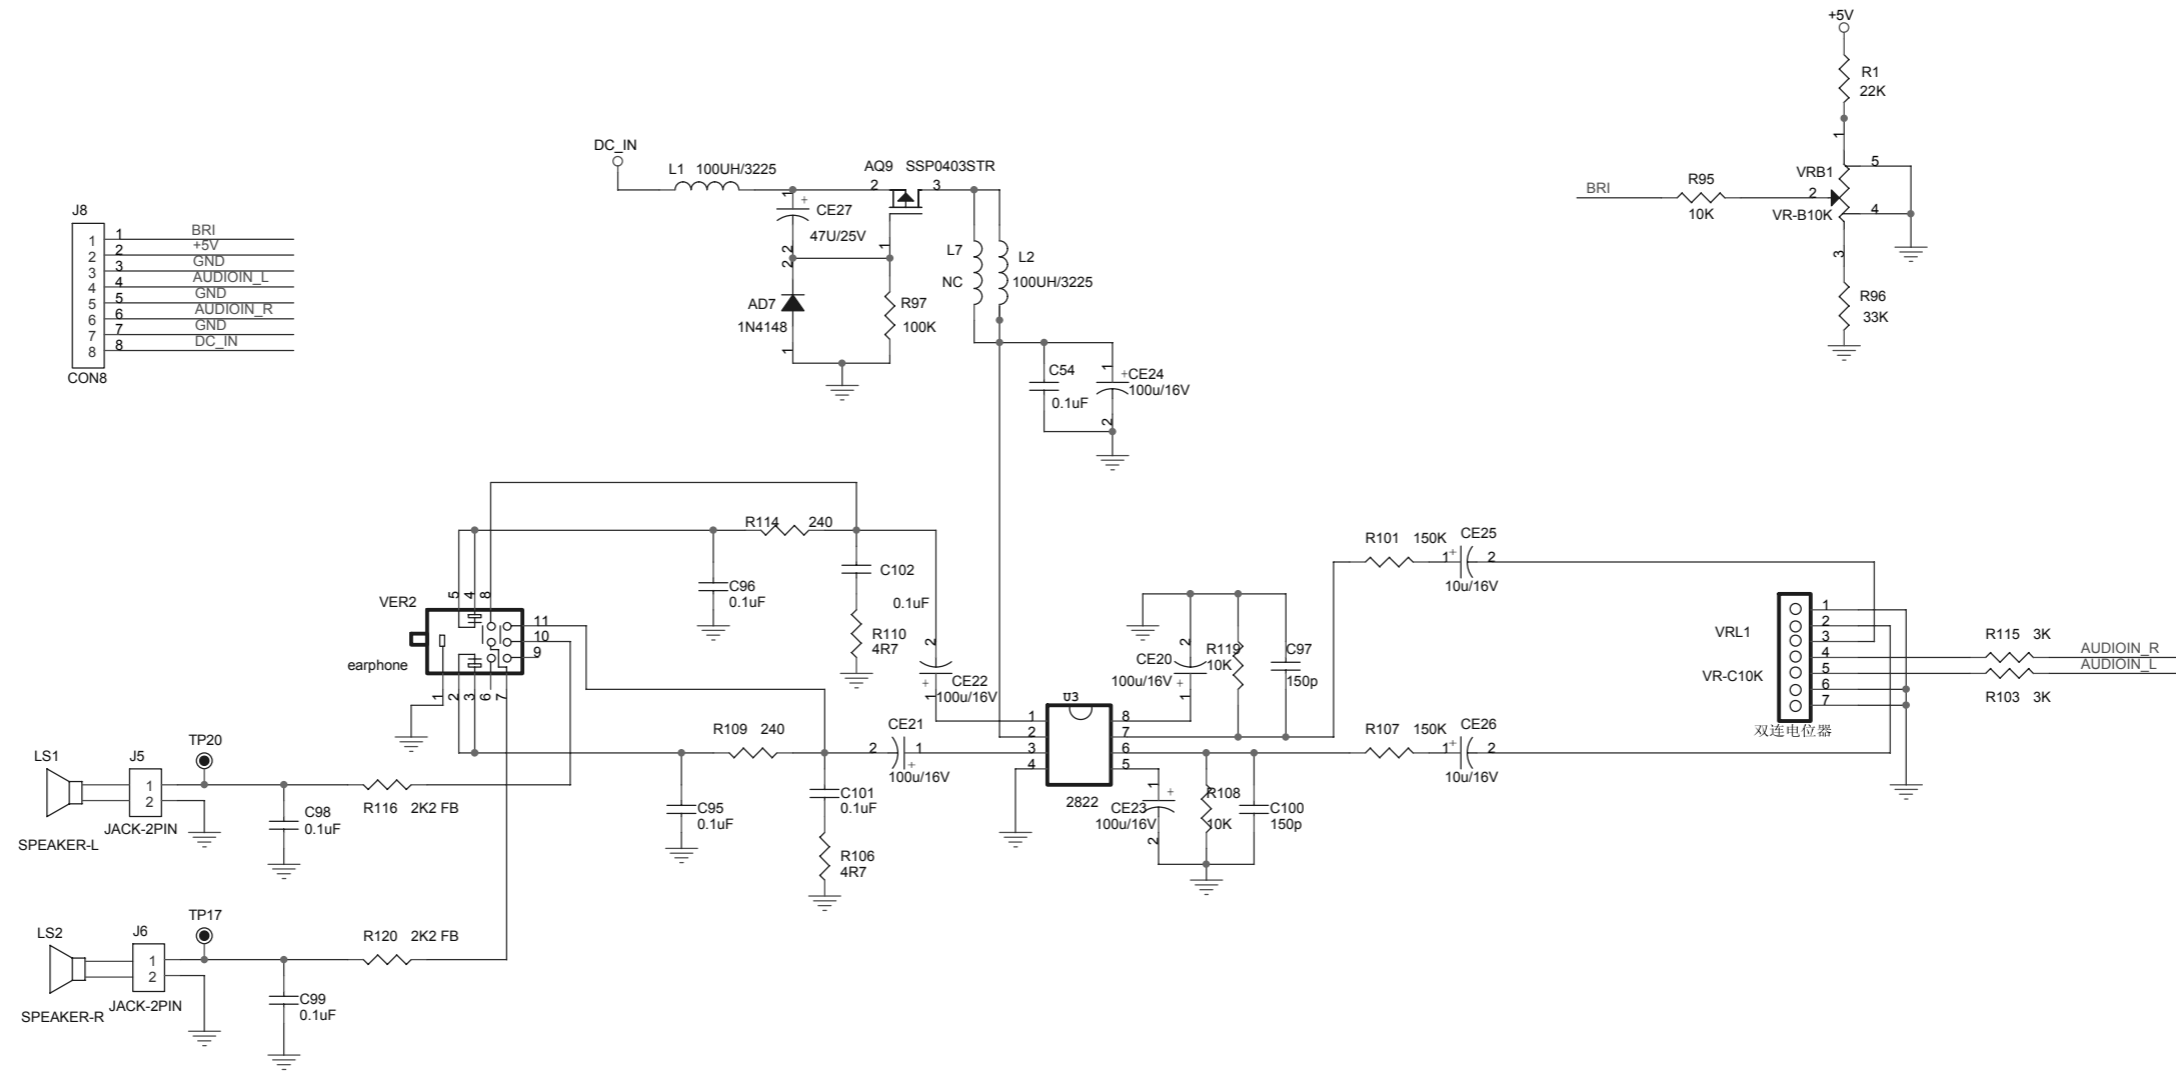 +5V
R1
22K
1
VRB1
5
BRI
R95
10K
2
VR-B10K
4
3
R96
33K
DC_IN
L1 100UH/3225
AQ9 SSP0403STR
2
3
1
+
CE27
47U/25V
2
1
2
AD7
1N4148
1
R97
100K
L7
NC
L2
100UH/3225
C54
0.1uF
1
+CE24
100u/16V
2
J8
1 1 BRI
2 2 +5V
3 3 GND
4 4 AUDIOIN_L
5 5 GND
6 6 AUDIOIN_R
7 7 GND
8 8 DC_IN
CON8
R114 240
C96
0.1uF
C102
0.1uF
R110
4R7
VER2
earphone
5
4
8
11
10
9
1
2
3
6
7
2
CE22
+
100u/16V
1
R109 240
CE21
2
1
+
100u/16V
C95
0.1uF
C101
0.1uF
R106
4R7
LS1
SPEAKER-L
J5
1
2
JACK-2PIN
TP20
C98
0.1uF
R116 2K2 FB
LS2
SPEAKER-R
J6
1
2
JACK-2PIN
TP17
C99
0.1uF
R120 2K2 FB
U3
1
2
3
4
8
7
6
5
2822
2
CE20
100u/16V
+
1
R119
10K
C97
150p
1
+
CE23
100u/16V
2
R108
10K
C100
150p
R101 150K
CE25
1
+
2
10u/16V
R107 150K
CE26
1
+
2
10u/16V
VRL1
VR-C10K
1
2
3
4
5
6
7
双连电位器
R115 3K
AUDIOIN_R
AUDIOIN_L
R103 3K